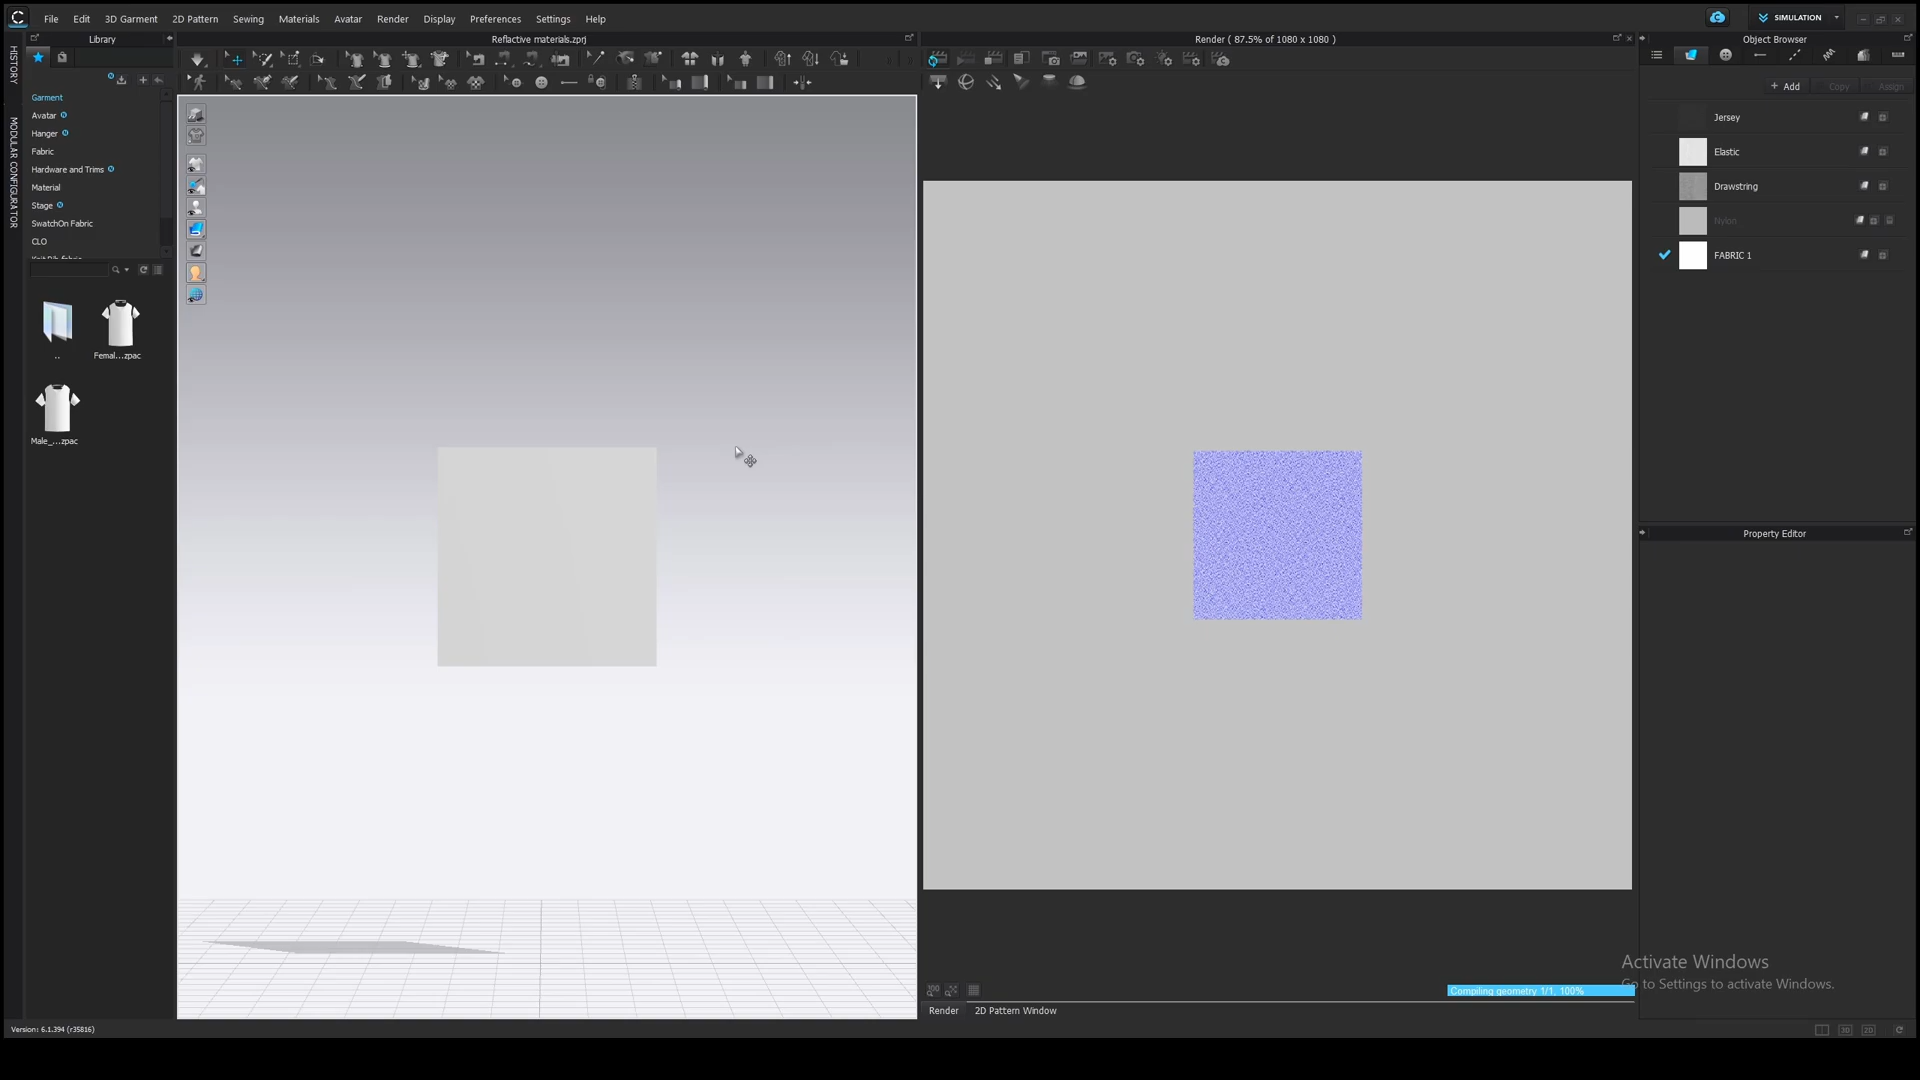 File Edit 3D Garment 2D Pattern Sewing Materials Avatar Render Display Preferences Settings Help
SIMULATION
Library
Reflective materials.zprj
Render ( 87.5% of 1080 x 1080 )
Object Browser
HISTORY
MODULAR CONFIGURATOR
Garment
Avatar
Hanger
Fabric
Hardware and Trims
Material
Stage
SwatchOn Fabric
CLO
..
Femal...zpac
Male_...zpac
+ Add Copy Assign
Jersey
Elastic
Drawstring
Nylon
FABRIC 1
Property Editor
Activate Windows
Go to Settings to activate Windows.
Compiling geometry 1/1, 100%
100
Render 2D Pattern Window
Version: 6.1.394 (r35816)
3D 2D